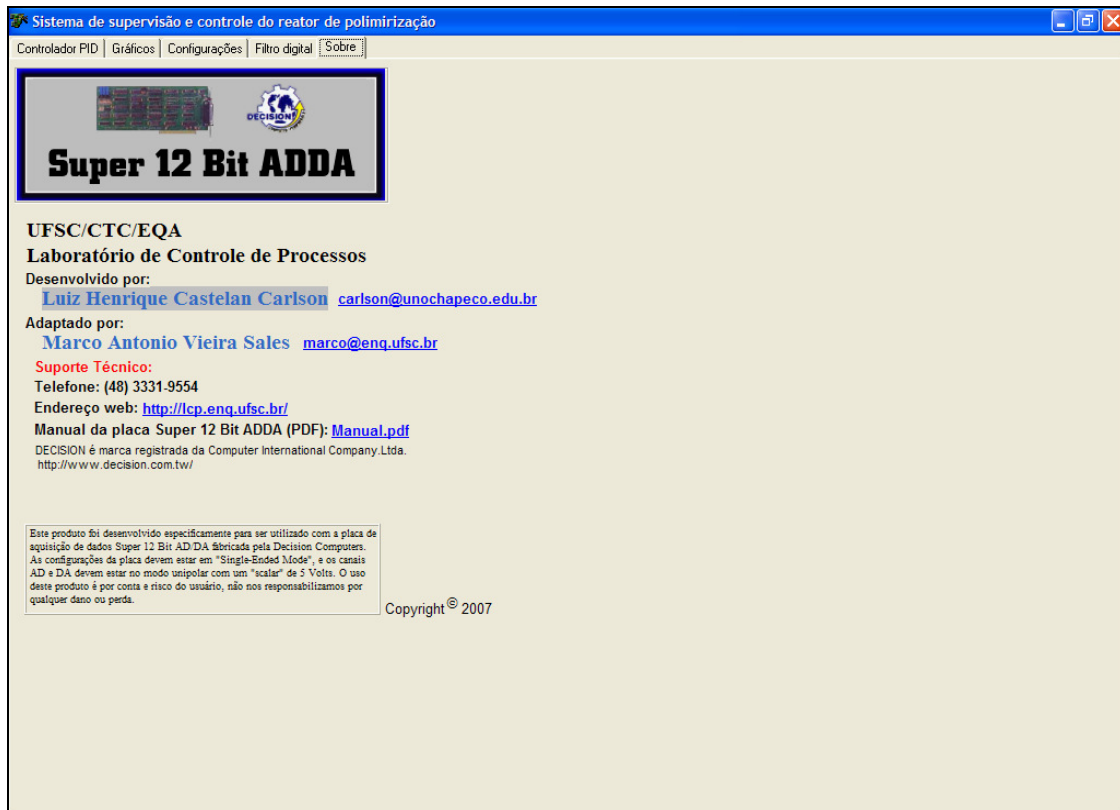 Sistema de supervisão e controle do reator de polimirização
Controlador PID Gráficos Configurações Filtro digital Sobre
DECISION
Super 12 Bit ADDA
UFSC/CTC/EQA
Laboratório de Controle de Processos
Desenvolvido por:
Luiz Henrique Castelan Carlson carlson@unochapeco.edu.br
Adaptado por:
Marco Antonio Vieira Sales marco@enq.ufsc.br
Suporte Técnico:
Telefone: (48) 3331-9554
Endereço web: http://lcp.enq.ufsc.br/
Manual da placa Super 12 Bit ADDA (PDF): Manual.pdf
DECISION é marca registrada da Computer International Company.Ltda.
http://www.decision.com.tw/
Este produto foi desenvolvido especificamente para ser utilizado com a placa de
aquisição de dados Super 12 Bit AD/DA fabricada pela Decision Computers.
As configurações da placa devem estar em "Single-Ended Mode", e os canais
AD e DA devem estar no modo unipolar com um "scalar" de 5 Volts. O uso
deste produto é por conta e risco do usuário, não nos responsabilizamos por
qualquer dano ou perda.
Copyright © 2007